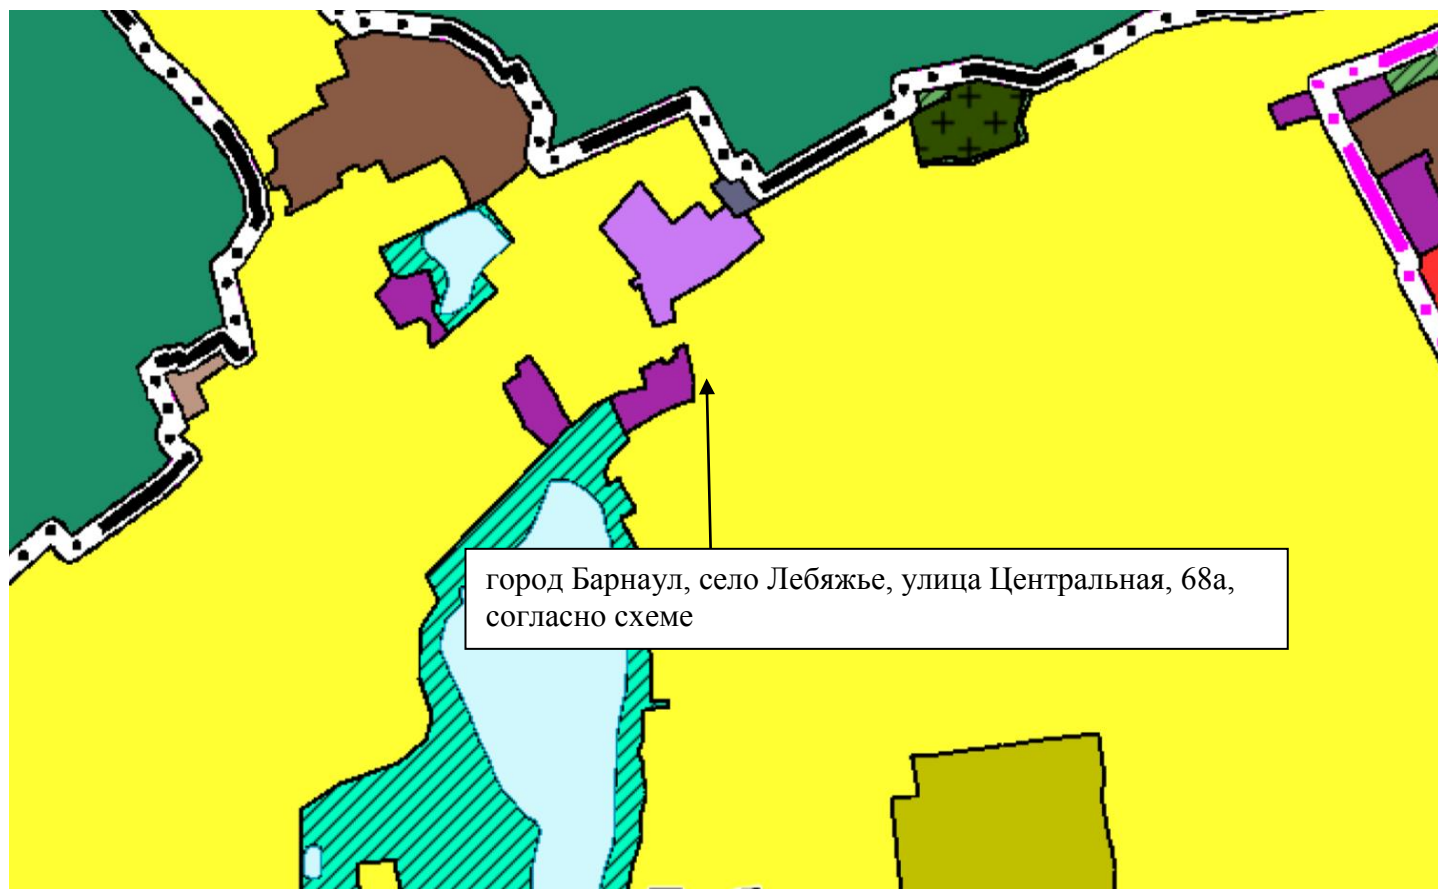 город Барнаул, село Лебяжье, улица Центральная, 68а,
согласно схеме